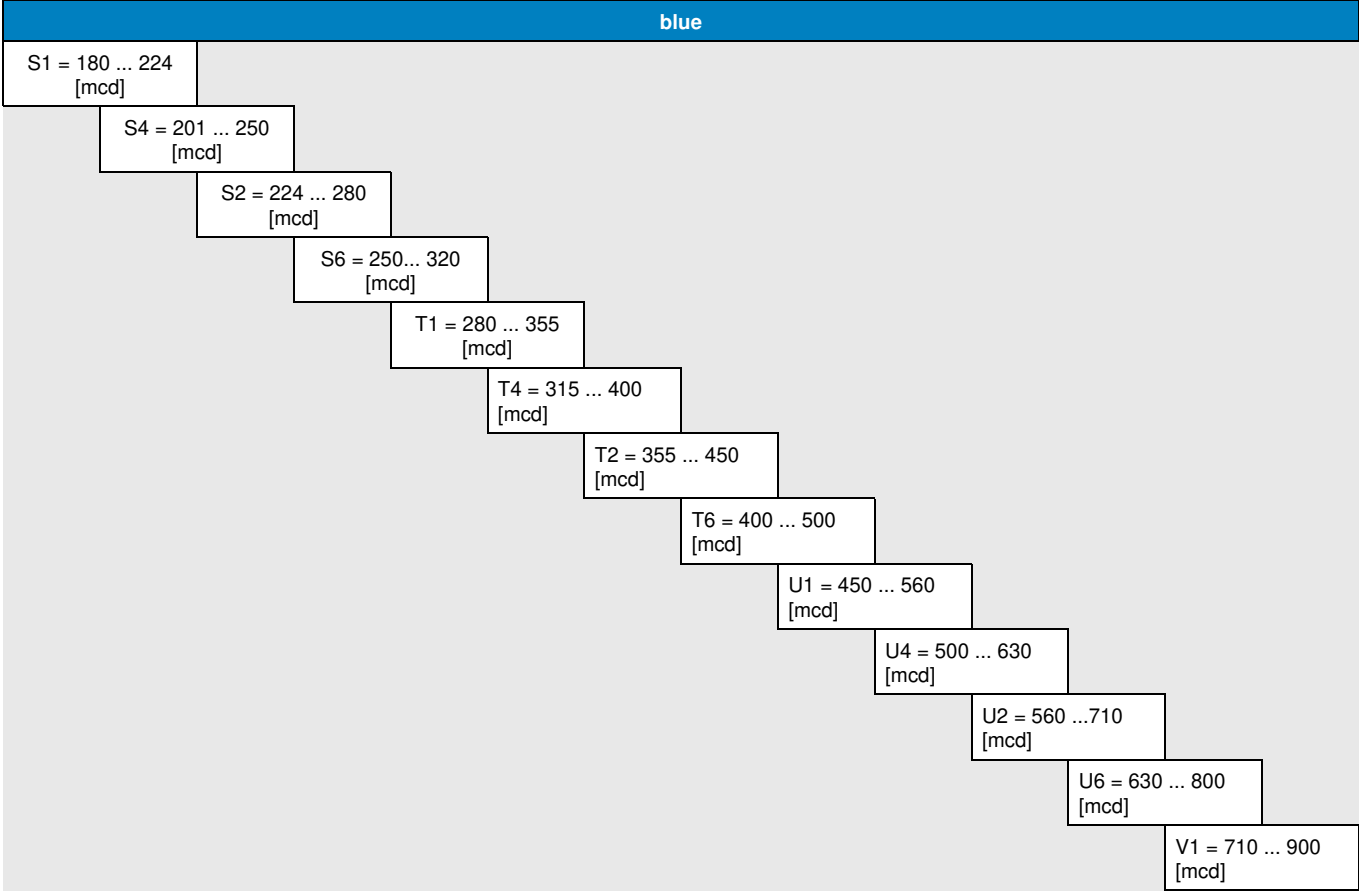 blue
S1 = 180 ... 224
[mcd]
S4 = 201 ... 250
[mcd]
S2 = 224 ... 280
[mcd]
S6 = 250... 320
[mcd]
T1 = 280 ... 355
[mcd]
T4 = 315 ... 400
[mcd]
T2 = 355 ... 450
[mcd]
T6 = 400 ... 500
[mcd]
U1 = 450 ... 560
[mcd]
U4 = 500 ... 630
[mcd]
U2 = 560 ...710
[mcd]
U6 = 630 ... 800
[mcd]
V1 = 710 ... 900
[mcd]